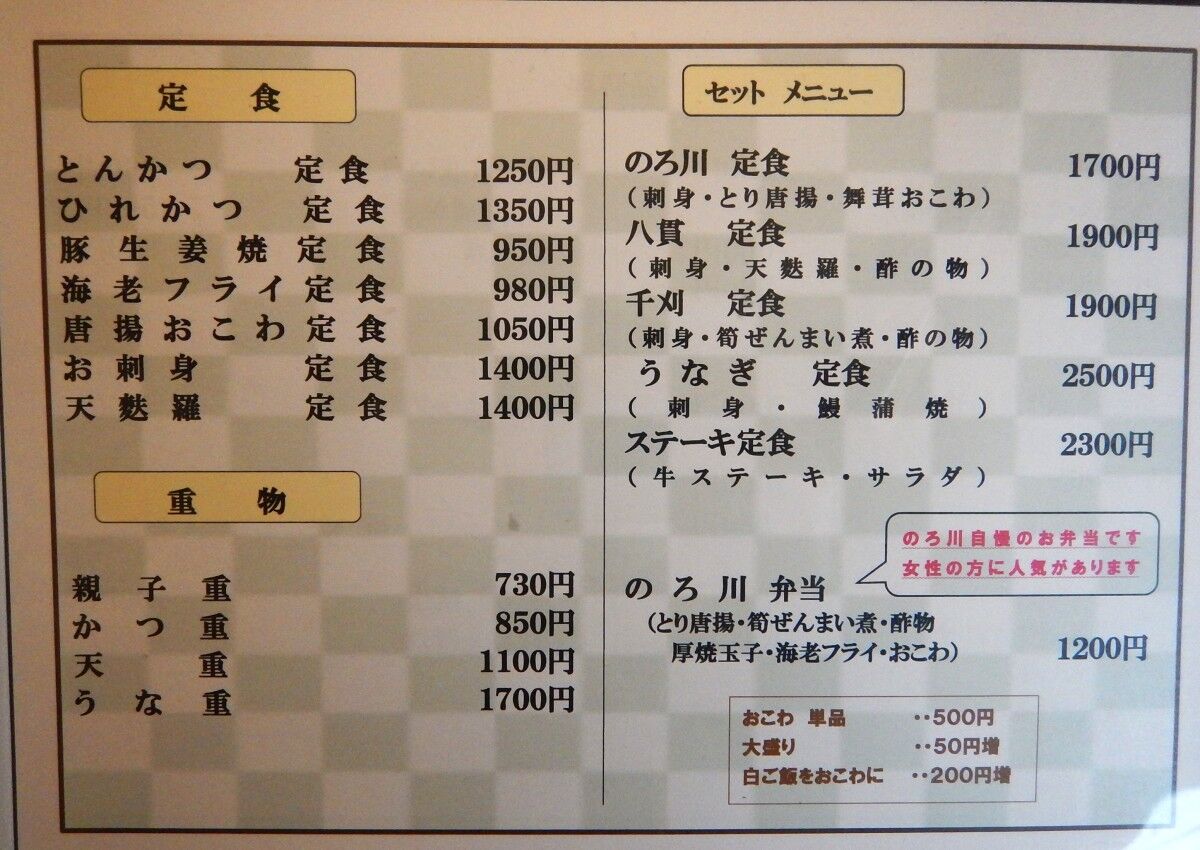 定食
とんかつ 定食 1250円
ひれかつ 定食 1350円
豚生姜焼定食 950円
海老フライ定食 980円
唐揚おこわ定食 1050円
お刺身 定食 1400円
天麩羅 定食 1400円
重物
親子重 730円
かつ重 850円
天重 1100円
うな重 1700円
セット メニュー
のろ川 定食 1700円
(刺身・とり唐揚・舞茸おこわ)
八貫 定食 1900円
(刺身・天麩羅・酢の物)
千刈 定食 1900円
(刺身・筍ぜんまい煮・酢の物)
うなぎ 定食 2500円
(刺身・鰻蒲焼)
ステーキ定食 2300円
(牛ステーキ・サラダ)
のろ川自慢のお弁当です
女性の方に人気があります
のろ川 弁当
(とり唐揚・筍ぜんまい煮・酢物
厚焼玉子・海老フライ・おこわ) 1200円
おこわ 単品 ・・500円
大盛り ・・50円増
白ご飯をおこわに ・・200円増